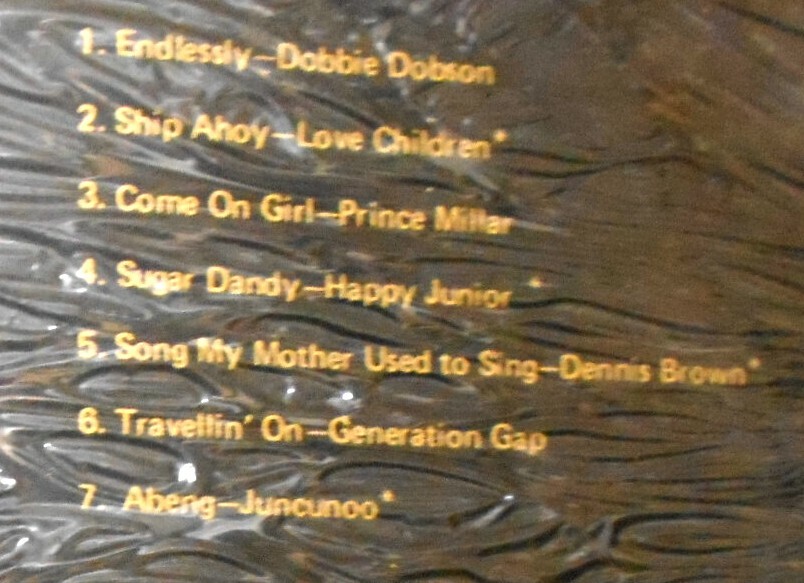 1. Endlessly—Dobbie Dobson
2. Ship Ahoy—Love Children*
3. Come On Girl—Prince Millar
4. Sugar Dandy—Happy Junior *
5. Song My Mother Used to Sing—Dennis Brown*
6. Travellin' On—Generation Gap
7. Abeng—Juncunoo*